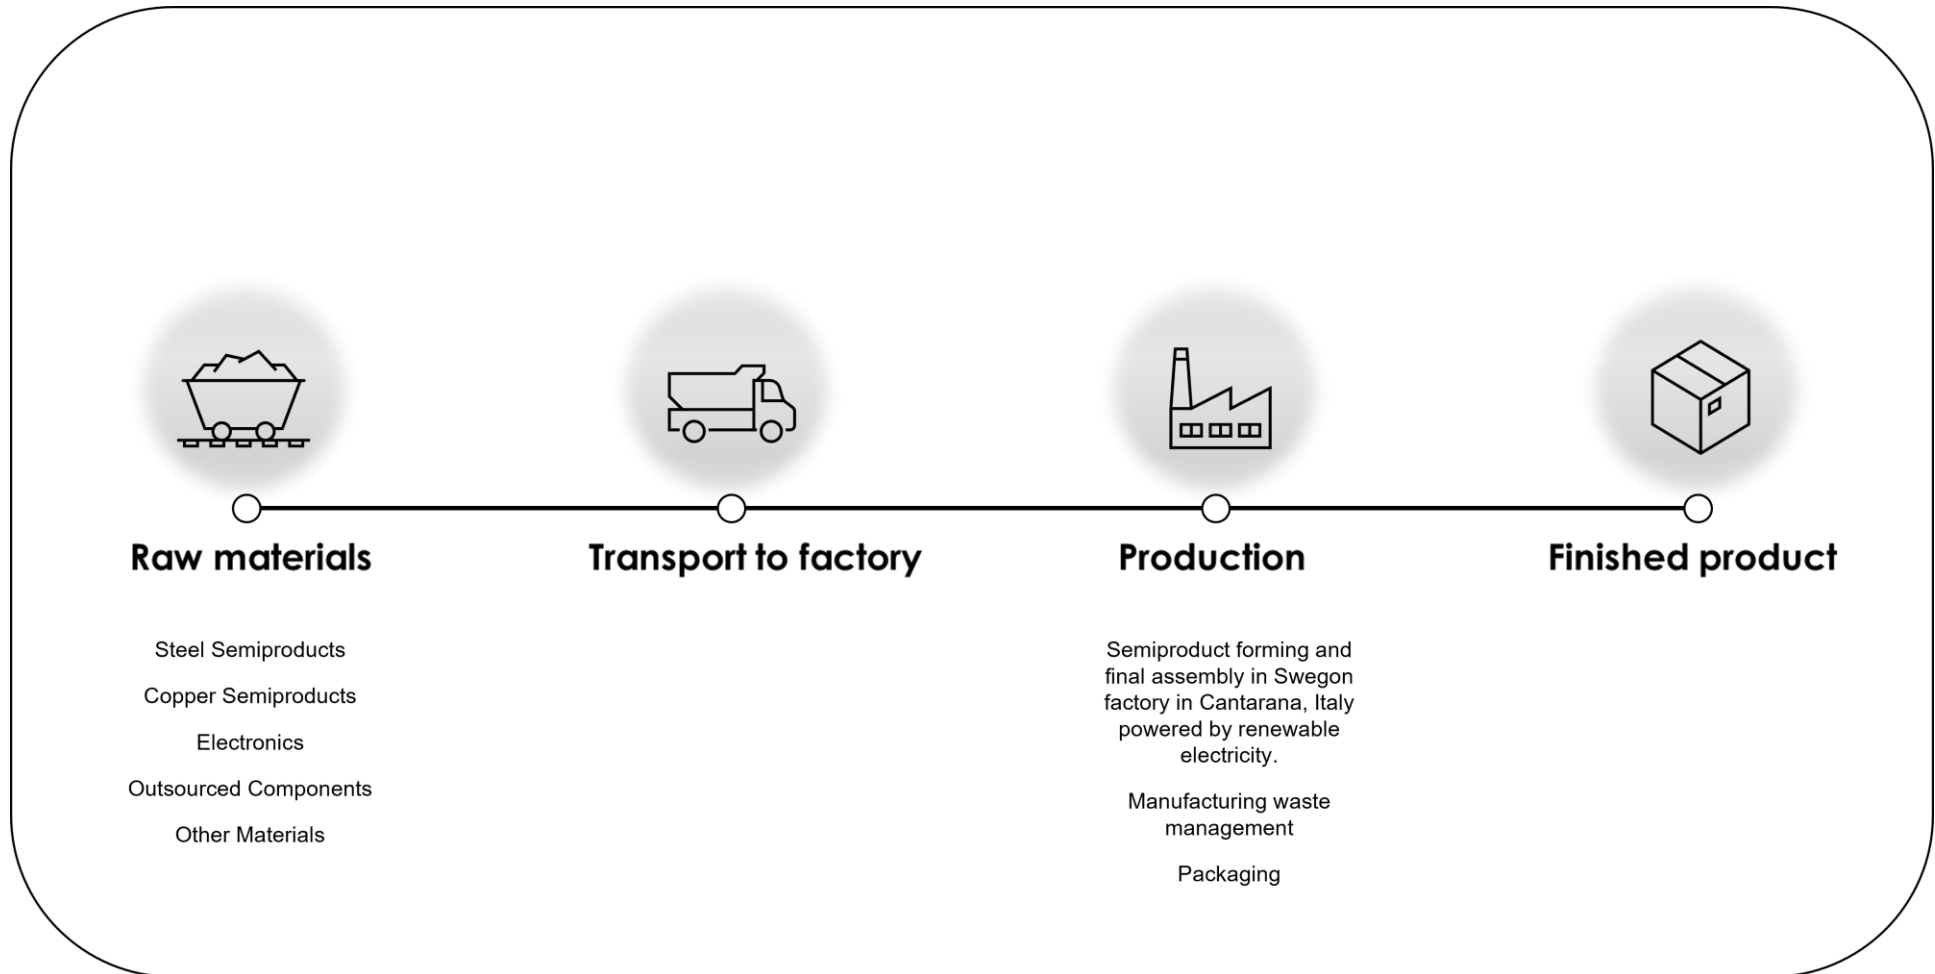 Raw materials
Transport to factory
Production
Finished product
Steel Semiproducts
Copper Semiproducts
Electronics
Outsourced Components
Other Materials
Semiproduct forming and
final assembly in Swegon
factory in Cantarana, Italy
powered by renewable
electricity.
Manufacturing waste
management
Packaging